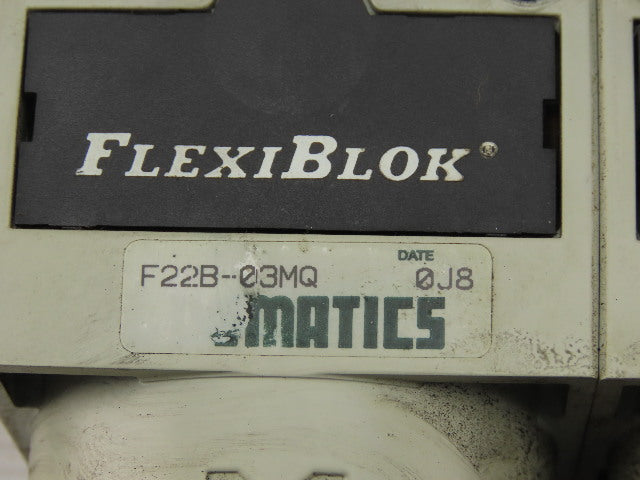 FLEXIBLOK®
DATE
F22B-03MQ 0J8
MATICS